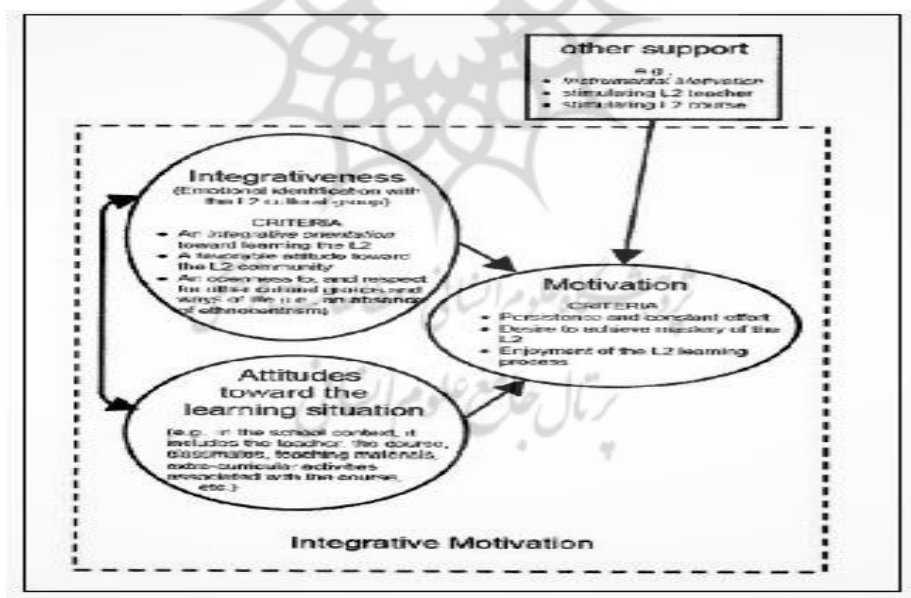 other support
e.g.,
• Instrumental Motivation
• stimulating L2 teacher
• stimulating L2 course
Integrativeness
(Emotional identification with
the L2 cultural group)
CRITERIA
• An integrative orientation
toward learning the L2
• A favorable attitude toward
the L2 community
• An openness to, and respect
for other cultural groups and
ways of life (i.e., an absence
of ethnocentrism)
Motivation
CRITERIA
• Persistence and constant effort
• Desire to achieve mastery of the
L2
• Enjoyment of the L2 learning
process
Attitudes
toward the
learning situation
(e.g. in the school context, it
includes the teacher, the course,
classmates, teaching materials,
extra-curricular activities
associated with the course,
etc.)
Integrative Motivation
پرتال جامع علوم انسانی